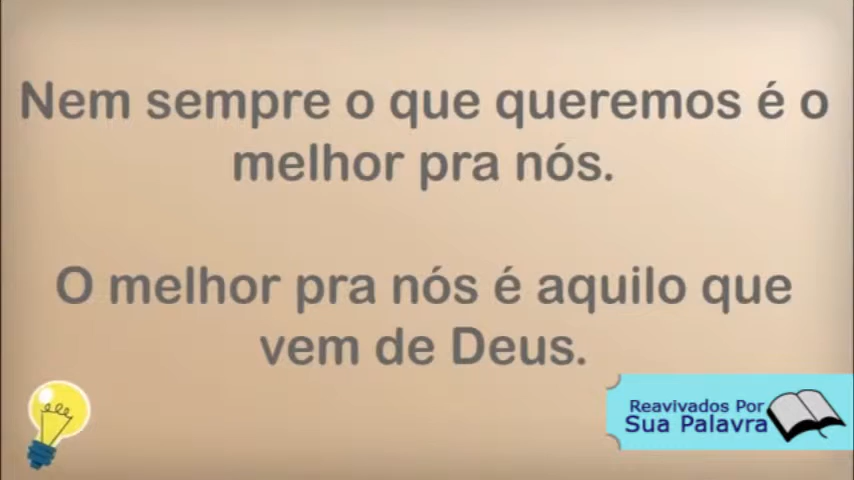 Nem sempre o que queremos é o
melhor pra nós.
O melhor pra nós é aquilo que
vem de Deus.
Reavivados Por
Sua Palavra